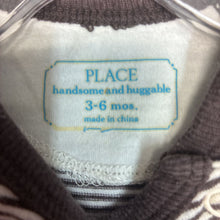 PLACE
handsome and huggable
3-6 mos.
made in china